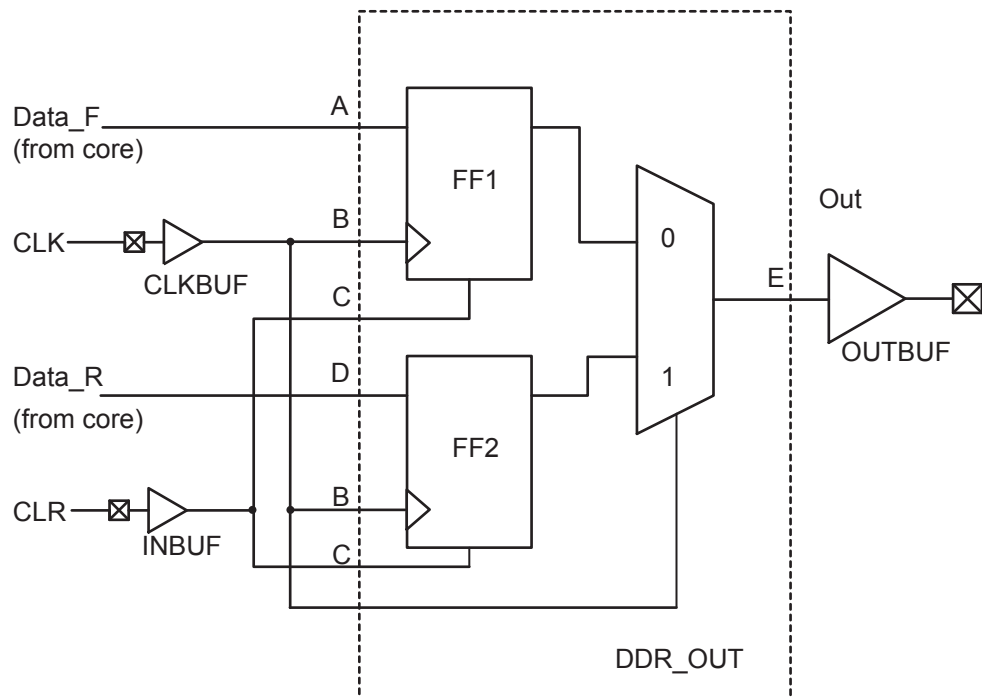 Data_F
(from core)
A
FF1
CLK
CLKBUF
B
C
0
Out
E
OUTBUF
Data_R
(from core)
D
1
FF2
CLR
INBUF
B
C
DDR_OUT